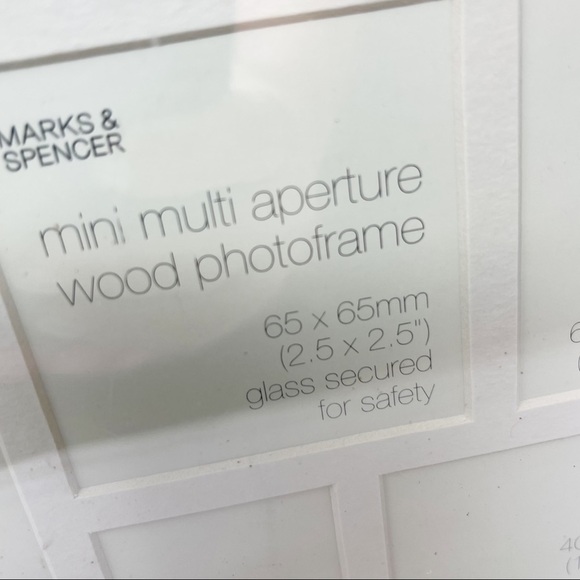 MARKS &
SPENCER
mini multi aperture
wood photoframe
65 x 65mm
(2.5 x 2.5")
glass secured
for safety